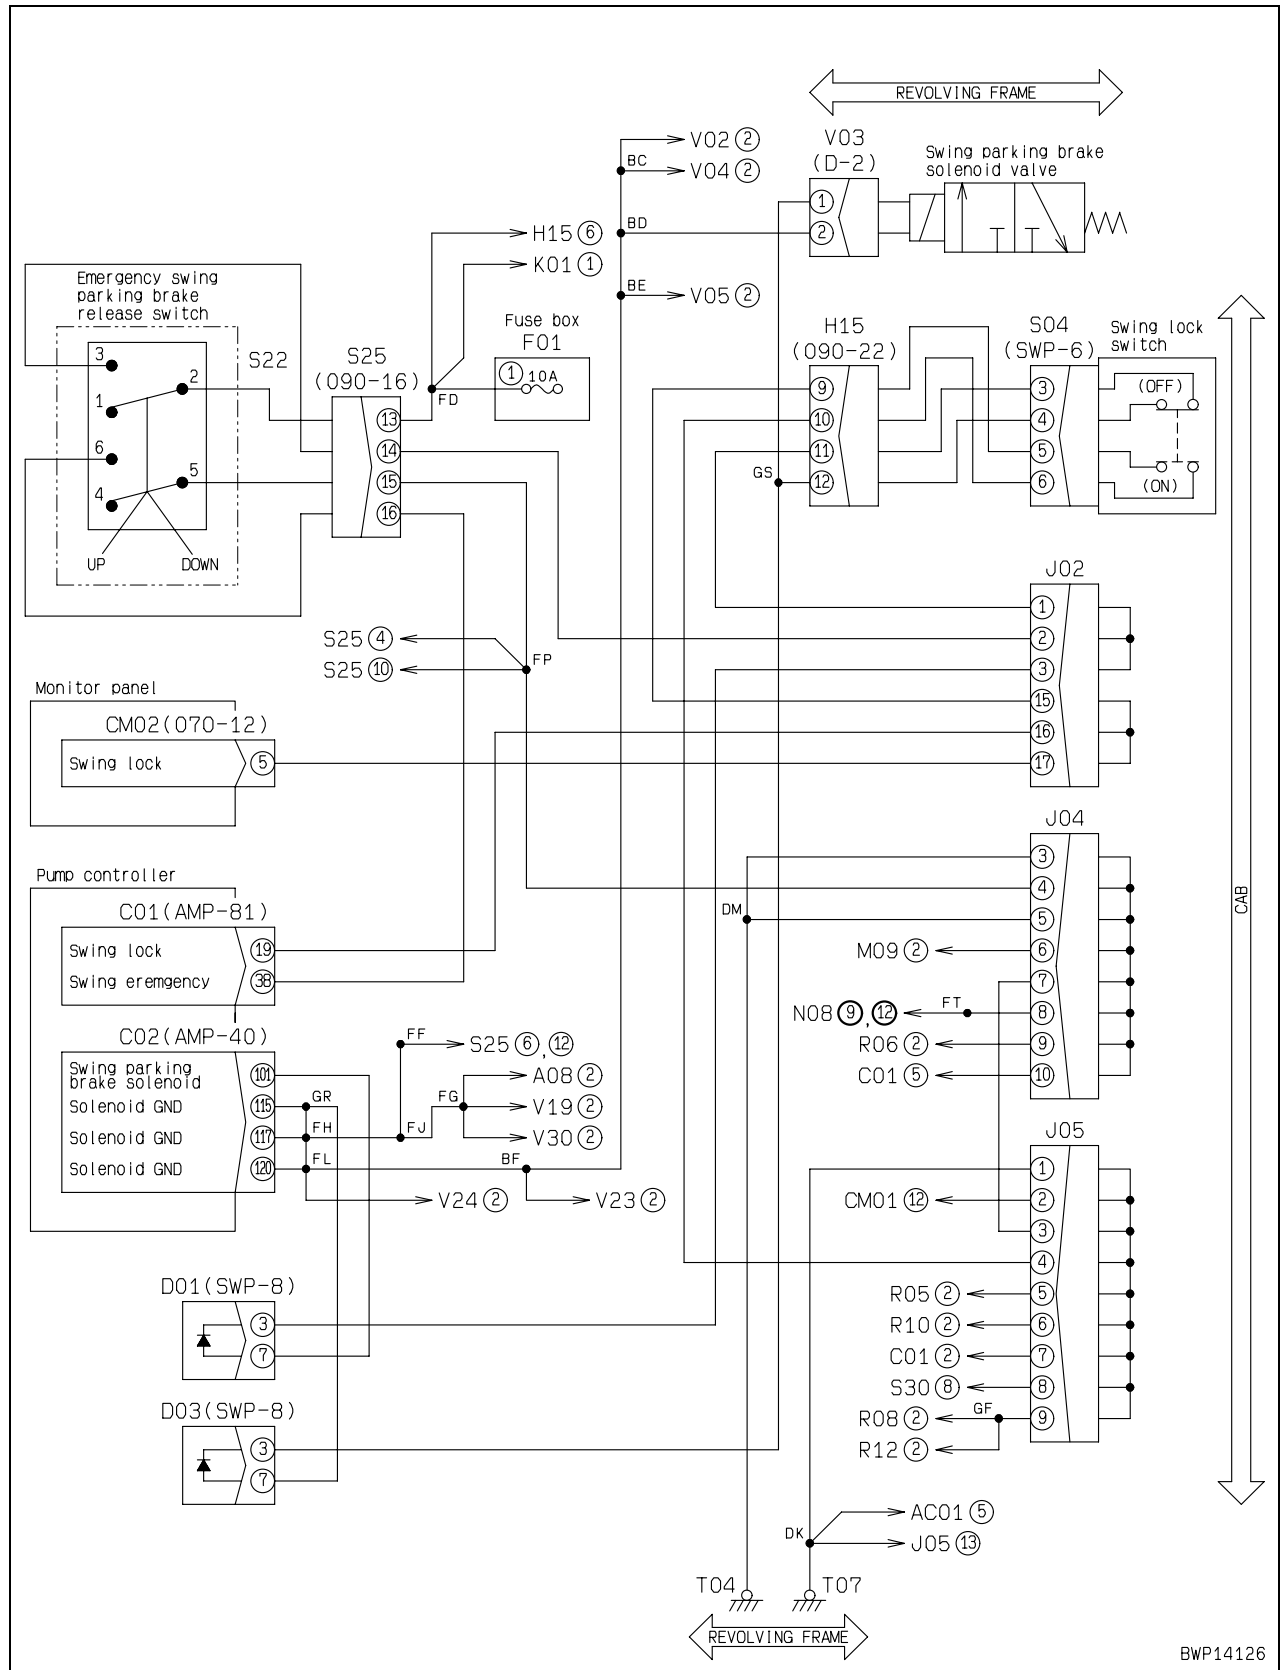 REVOLVING FRAME
V02 2
BC
V04 2
V03
(D-2)
Swing parking brake
solenoid valve
1
2
BD
H15 6
K01 1
BE
V05 2
Emergency swing
parking brake
release switch
S22
3
2
1
6
5
4
UP
DOWN
S25
(090-16)
13
14
15
16
FD
Fuse box
F01
1 10A
H15
(090-22)
9
10
11
12
GS
S04
(SWP-6)
3
4
5
6
Swing lock
switch
(OFF)
(ON)
CAB
J02
1
2
3
15
16
17
S25 4
S25 10
FP
Monitor panel
CM02(070-12)
Swing lock 5
Pump controller
C01(AMP-81)
Swing lock 19
Swing eremgency 38
C02(AMP-40)
Swing parking
brake solenoid 101
Solenoid GND 115
Solenoid GND 117
Solenoid GND 120
GR
FH
FL
FF
S25 6,12
A08 2
FG
V19 2
FJ
V30 2
BF
V24 2
V23 2
J04
3
4
DM
5
M09 2 6
7
N08 9,12 FT 8
R06 2 9
C01 5 10
J05
1
CM01 12 2
3
4
R05 2 5
R10 2 6
C01 2 7
S30 8 8
R08 2 GF 9
R12 2
D01(SWP-8)
3
7
D03(SWP-8)
3
7
AC01 5
DK
J05 13
T04
T07
REVOLVING FRAME
BWP14126